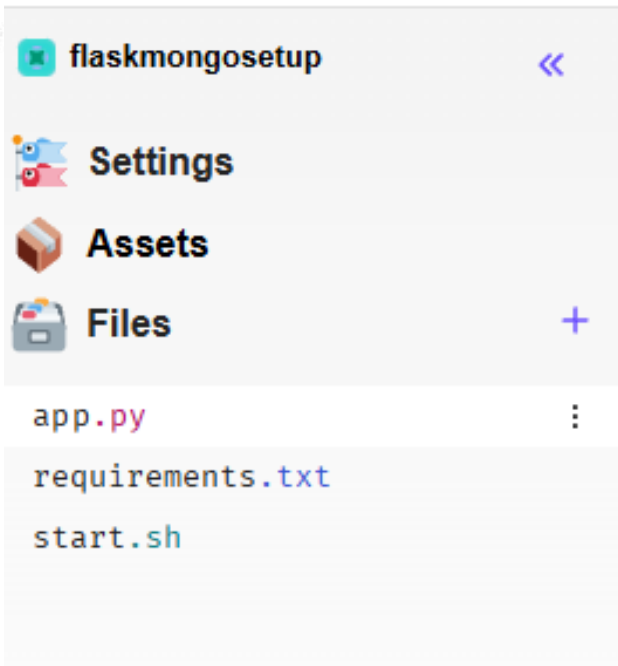 flaskmongosetup
Settings
Assets
Files
app.py
requirements.txt
start.sh